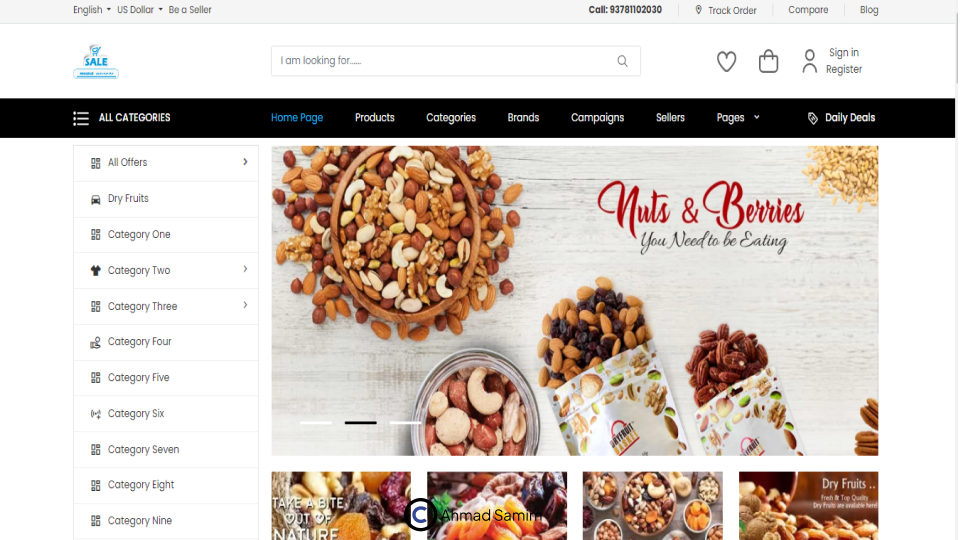 English US Dollar Be a Seller Call: 93781102030 Track Order Compare Blog
SALE
I am looking for......
Sign in
Register
ALL CATEGORIES Home Page Products Categories Brands Campaigns Sellers Pages Daily Deals
All Offers
Dry Fruits
Category One
Category Two
Category Three
Category Four
Category Five
Category Six
Category Seven
Category Eight
Category Nine
Nuts & Berries
You Need to be Eating
DRYFRUIT
TAKE A BITE
OUT OF
NATURE
Dry Fruits ..
Fresh & Top Quality
Dry Fruits are available here
C Ahmad Samim